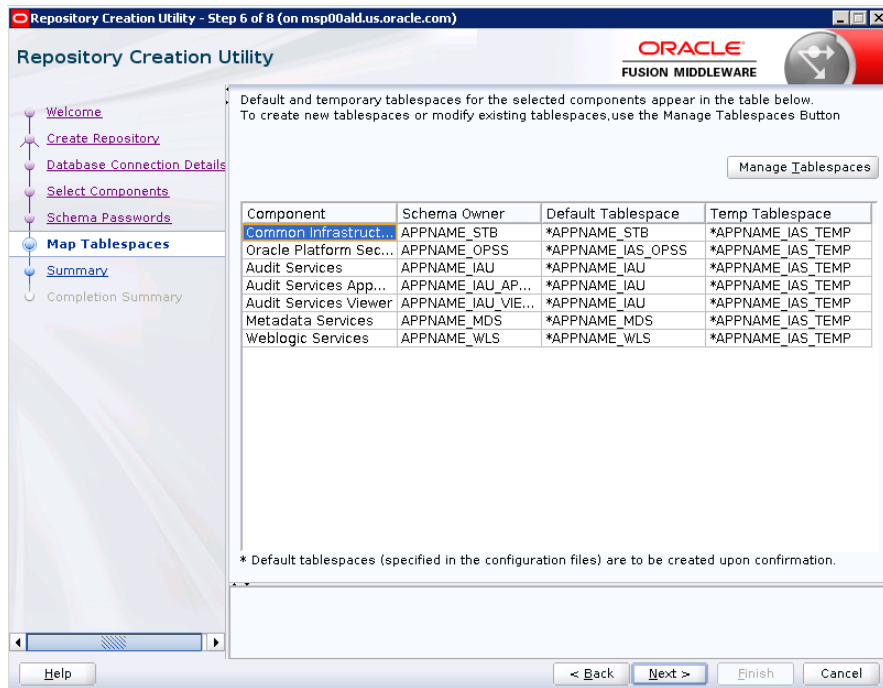 Repository Creation Utility - Step 6 of 8 (on msp00ald.us.oracle.com)
Repository Creation Utility
ORACLE
FUSION MIDDLEWARE
Welcome
Create Repository
Database Connection Details
Select Components
Schema Passwords
Map Tablespaces
Summary
Completion Summary
Default and temporary tablespaces for the selected components appear in the table below.
To create new tablespaces or modify existing tablespaces,use the Manage Tablespaces Button
Manage Tablespaces
Component Schema Owner Default Tablespace Temp Tablespace
Common Infrastruct... APPNAME_STB *APPNAME_STB *APPNAME_IAS_TEMP
Oracle Platform Sec... APPNAME_OPSS *APPNAME_IAS_OPSS *APPNAME_IAS_TEMP
Audit Services APPNAME_IAU *APPNAME_IAU *APPNAME_IAS_TEMP
Audit Services App... APPNAME_IAU_AP... *APPNAME_IAU *APPNAME_IAS_TEMP
Audit Services Viewer APPNAME_IAU_VIE... *APPNAME_IAU *APPNAME_IAS_TEMP
Metadata Services APPNAME_MDS *APPNAME_MDS *APPNAME_IAS_TEMP
Weblogic Services APPNAME_WLS *APPNAME_WLS *APPNAME_IAS_TEMP
* Default tablespaces (specified in the configuration files) are to be created upon confirmation.
Help < Back Next > Finish Cancel